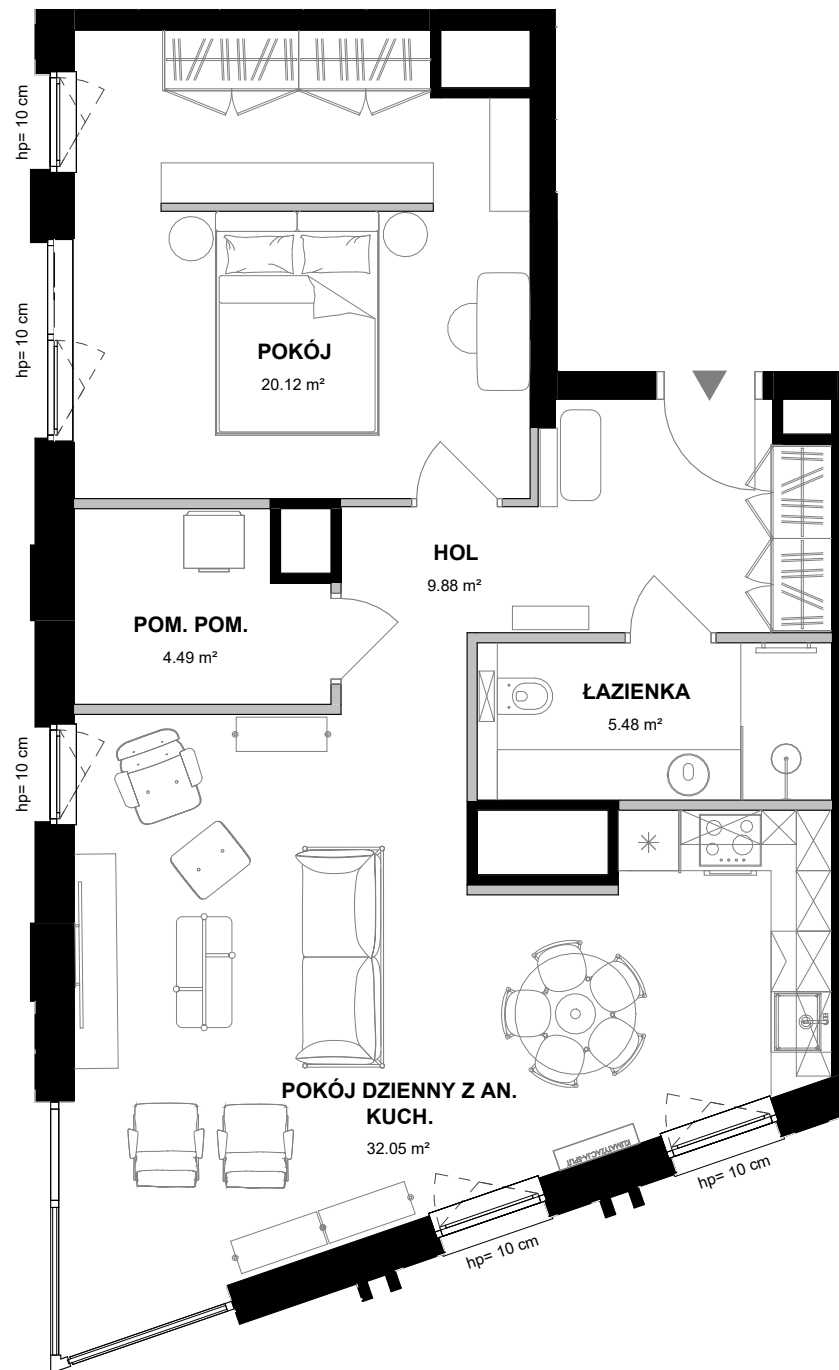 hp= 10 cm
POKÓJ
20.12 m²
hp= 10 cm
HOL
9.88 m²
POM. POM.
4.49 m²
ŁAZIENKA
5.48 m²
hp= 10 cm
POKÓJ DZIENNY Z AN.
KUCH.
32.05 m²
KLIMATYZACJA-SPLIT
hp= 10 cm
hp= 10 cm